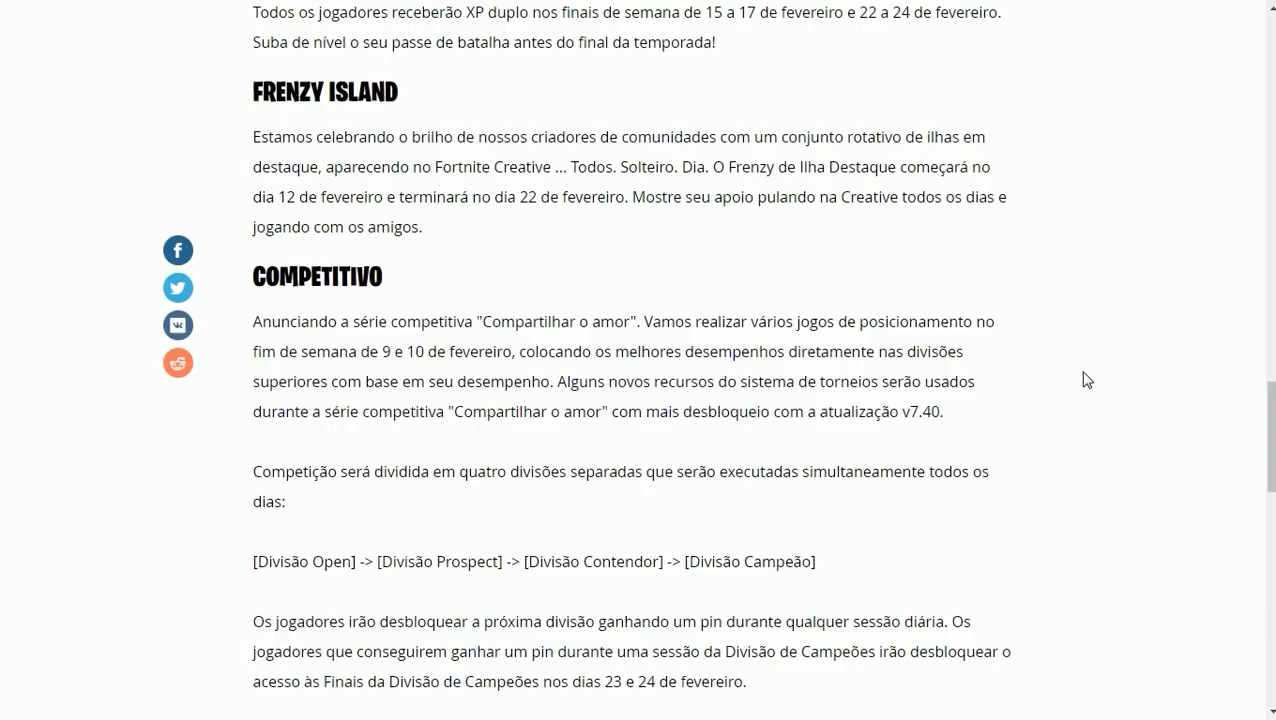 Todos os jogadores receberão XP duplo nos finais de semana de 15 a 17 de fevereiro e 22 a 24 de fevereiro.
Suba de nível o seu passe de batalha antes do final da temporada!
FRENZY ISLAND
Estamos celebrando o brilho de nossos criadores de comunidades com um conjunto rotativo de ilhas em
destaque, aparecendo no Fortnite Creative ... Todos. Solteiro. Dia. O Frenzy de Ilha Destaque começará no
dia 12 de fevereiro e terminará no dia 22 de fevereiro. Mostre seu apoio pulando na Creative todos os dias e
jogando com os amigos.
COMPETITIVO
Anunciando a série competitiva "Compartilhar o amor". Vamos realizar vários jogos de posicionamento no
fim de semana de 9 e 10 de fevereiro, colocando os melhores desempenhos diretamente nas divisões
superiores com base em seu desempenho. Alguns novos recursos do sistema de torneios serão usados
durante a série competitiva "Compartilhar o amor" com mais desbloqueio com a atualização v7.40.
Competição será dividida em quatro divisões separadas que serão executadas simultaneamente todos os
dias:
[Divisão Open] -> [Divisão Prospect] -> [Divisão Contendor] -> [Divisão Campeão]
Os jogadores irão desbloquear a próxima divisão ganhando um pin durante qualquer sessão diária. Os
jogadores que conseguirem ganhar um pin durante uma sessão da Divisão de Campeões irão desbloquear o
acesso às Finais da Divisão de Campeões nos dias 23 e 24 de fevereiro.